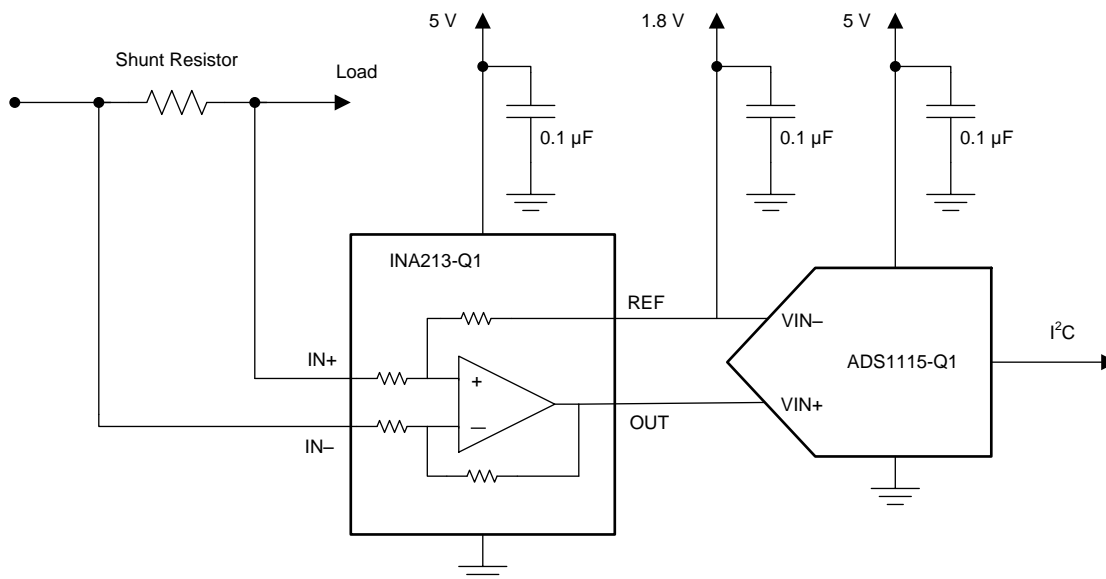 5 V
1.8 V
5 V
Shunt Resistor
Load
0.1 µF
0.1 µF
0.1 µF
INA213-Q1
REF
VIN–
I²C
IN+
+
ADS1115-Q1
VIN+
–
OUT
IN–